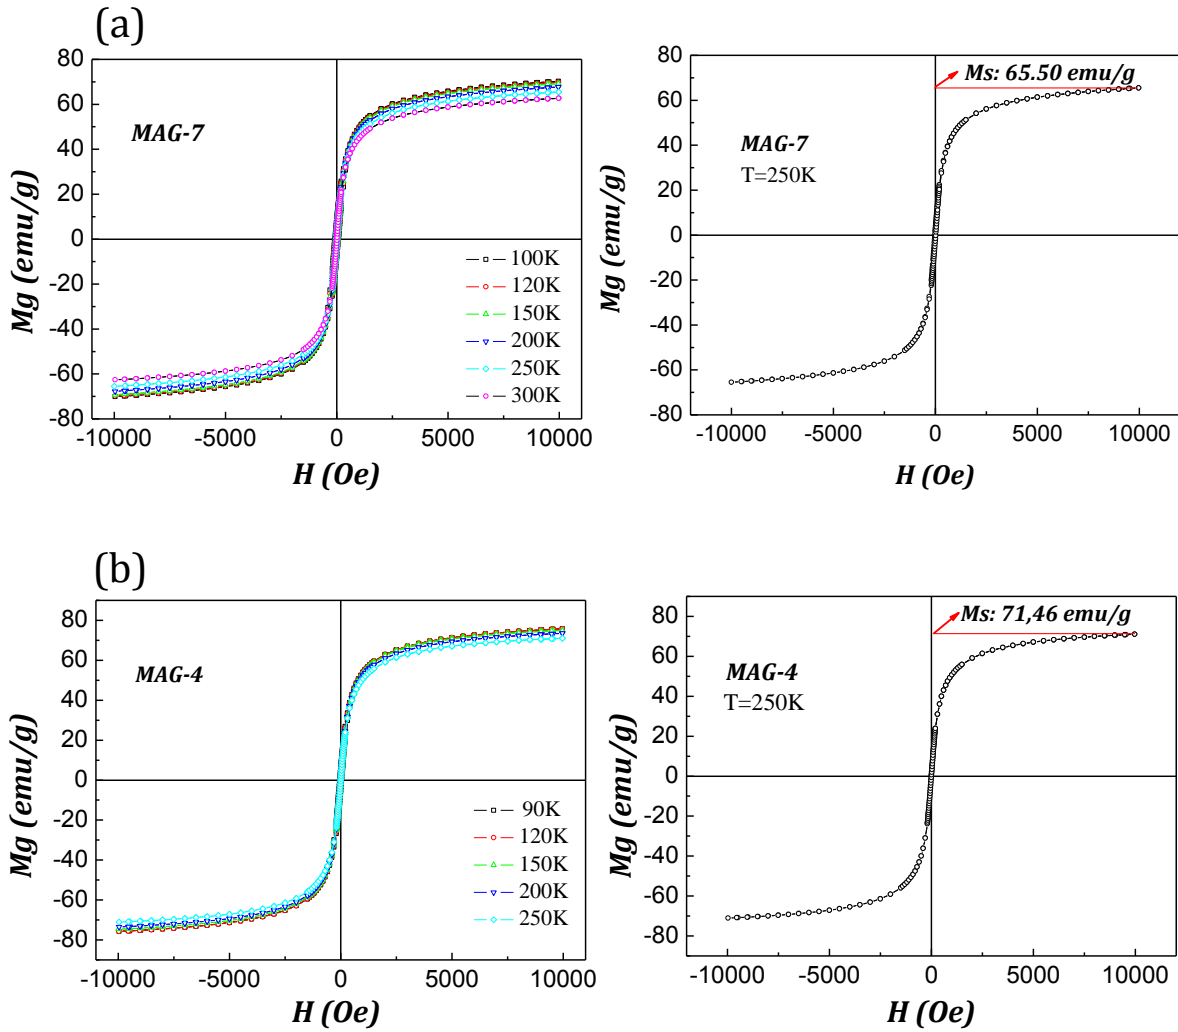 (a)
80
60
40
20
0
-20
-40
-60
-80
Mg (emu/g)
MAG-7
100K
120K
150K
200K
250K
300K
-10000 -5000 0 5000 10000
H (Oe)
80
60
40
20
0
-20
-40
-60
-80
Mg (emu/g)
Ms: 65.50 emu/g
MAG-7
T=250K
-10000 -5000 0 5000 10000
H (Oe)
(b)
80
60
40
20
0
-20
-40
-60
-80
Mg (emu/g)
MAG-4
90K
120K
150K
200K
250K
-10000 -5000 0 5000 10000
H (Oe)
80
60
40
20
0
-20
-40
-60
-80
Mg (emu/g)
Ms: 71,46 emu/g
MAG-4
T=250K
-10000 -5000 0 5000 10000
H (Oe)